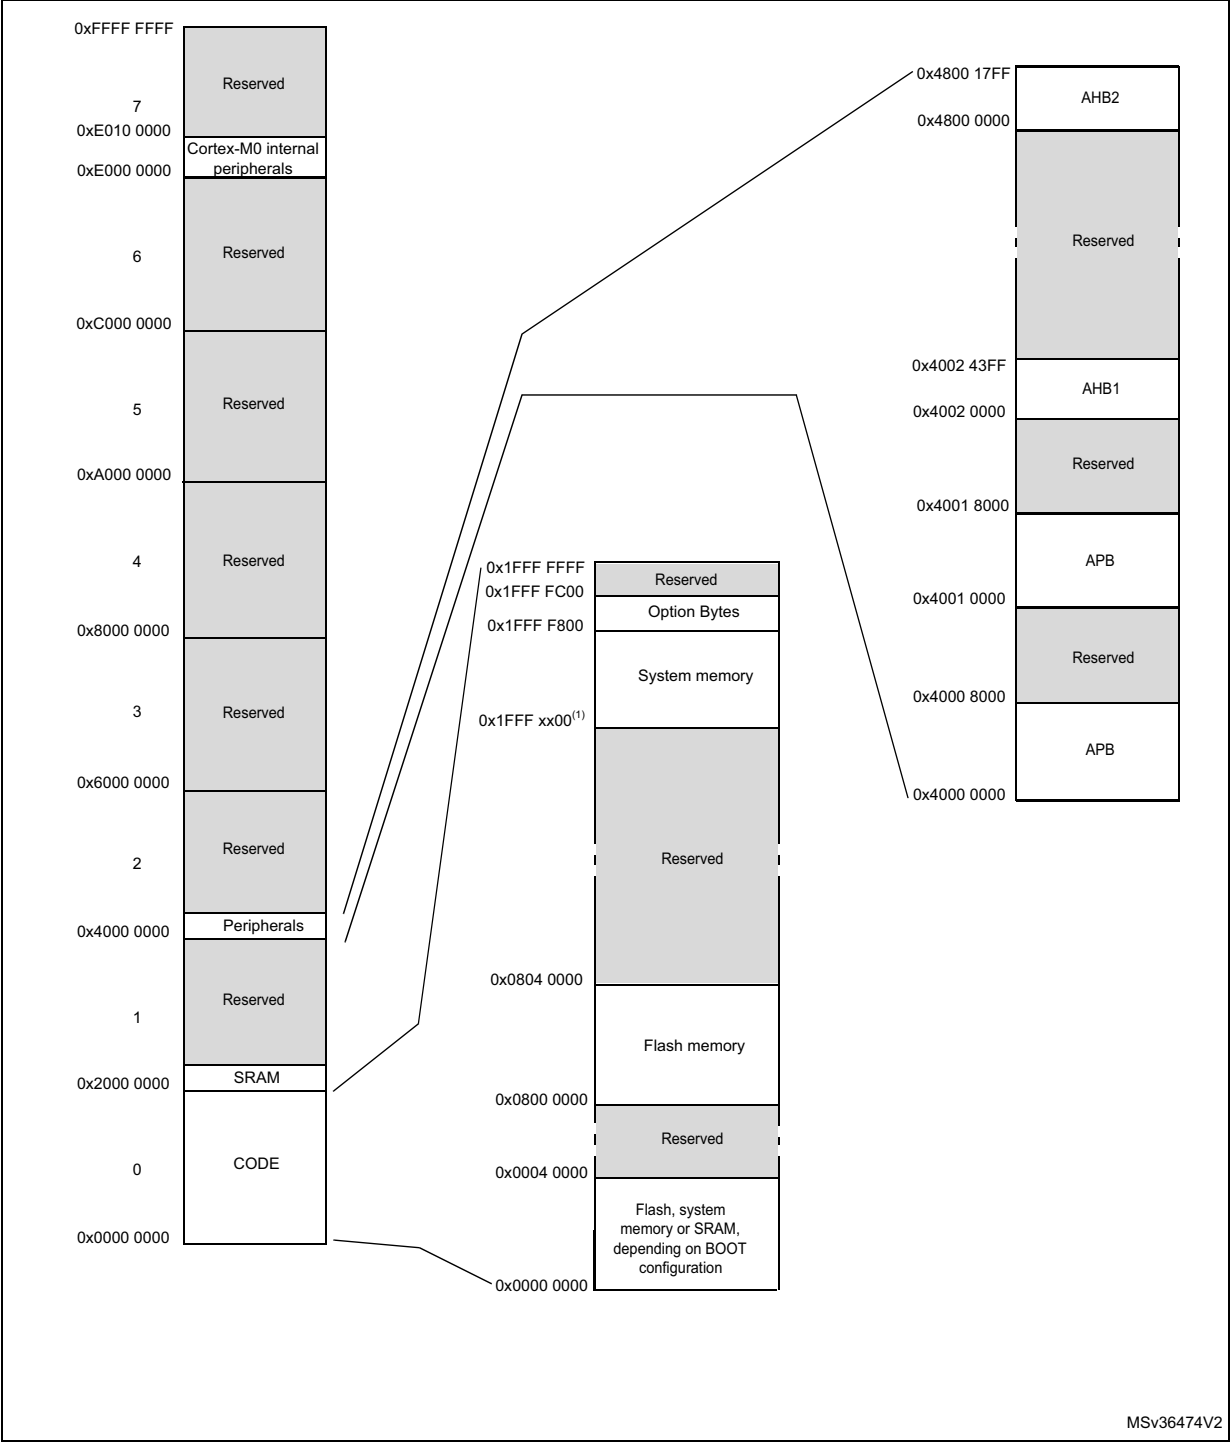 0xFFFF FFFF
Reserved
7
0xE010 0000
Cortex-M0 internal
peripherals
0xE000 0000
Reserved
6
0xC000 0000
Reserved
5
0xA000 0000
Reserved
4
0x8000 0000
Reserved
3
0x6000 0000
Reserved
2
Peripherals
0x4000 0000
Reserved
1
SRAM
0x2000 0000
CODE
0
0x0000 0000
0x1FFF FFFF
Reserved
0x1FFF FC00
Option Bytes
0x1FFF F800
System memory
0x1FFF xx00(1)
Reserved
0x0804 0000
Flash memory
0x0800 0000
Reserved
0x0004 0000
Flash, system
memory or SRAM,
depending on BOOT
configuration
0x0000 0000
0x4800 17FF
AHB2
0x4800 0000
Reserved
0x4002 43FF
AHB1
0x4002 0000
Reserved
0x4001 8000
APB
0x4001 0000
Reserved
0x4000 8000
APB
0x4000 0000
MSv36474V2